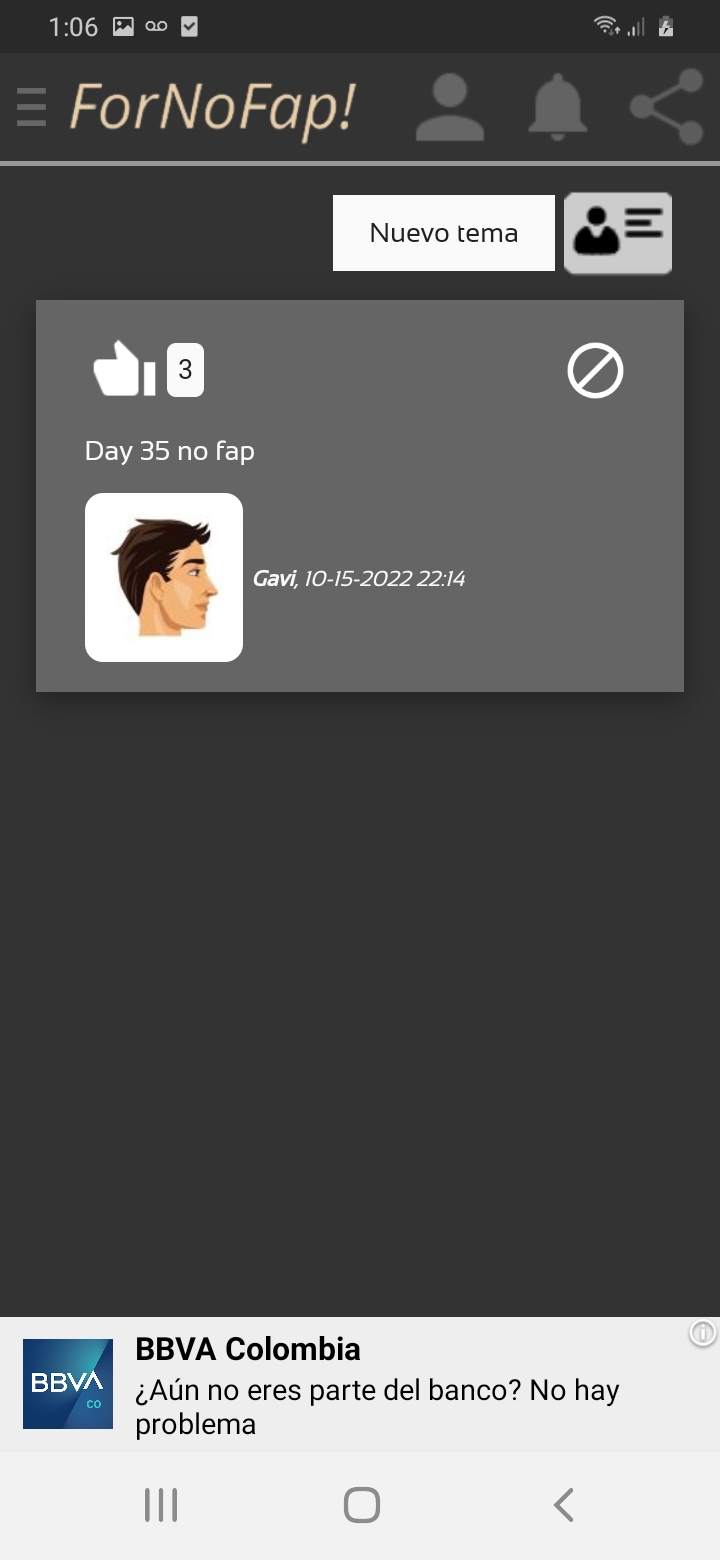 1:06
ForNoFap!
Nuevo tema
3
Day 35 no fap
Gavi, 10-15-2022 22:14
BBVA Colombia
BBVA
CO
¿Aún no eres parte del banco? No hay
problema